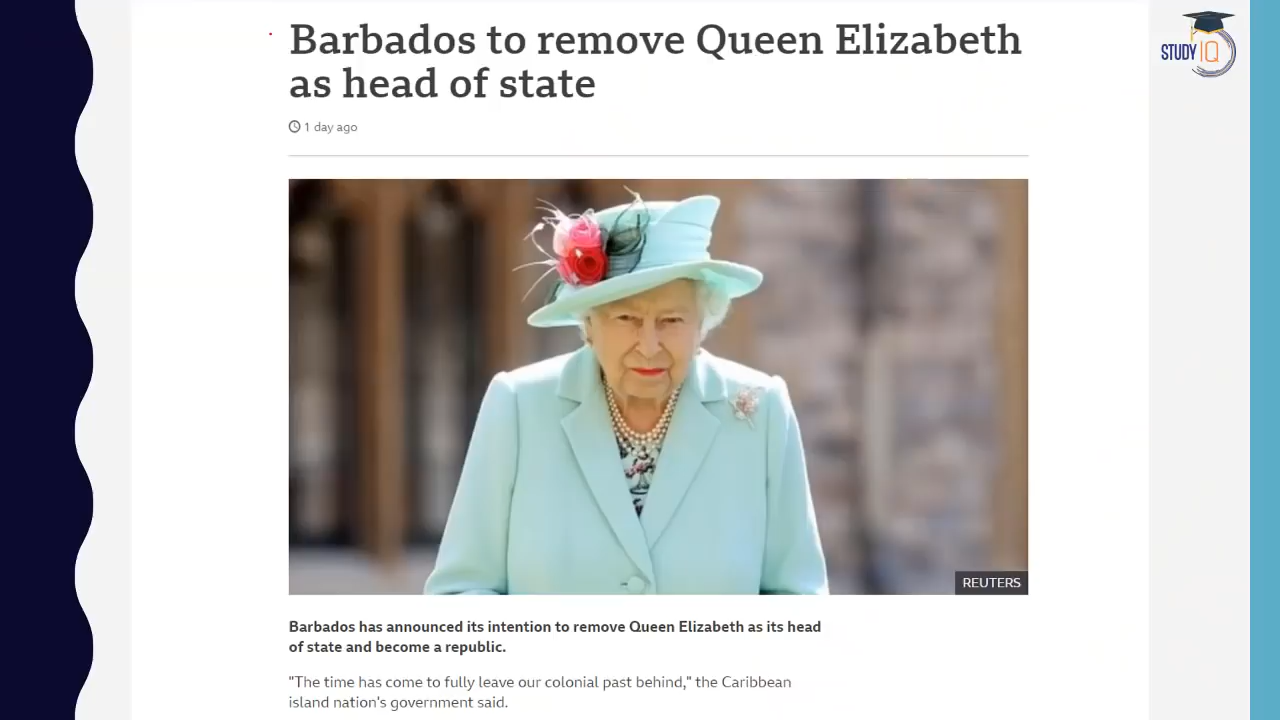 Barbados to remove Queen Elizabeth
as head of state
1 day ago
STUDY IQ
REUTERS
Barbados has announced its intention to remove Queen Elizabeth as its head
of state and become a republic.
"The time has come to fully leave our colonial past behind," the Caribbean
island nation's government said.